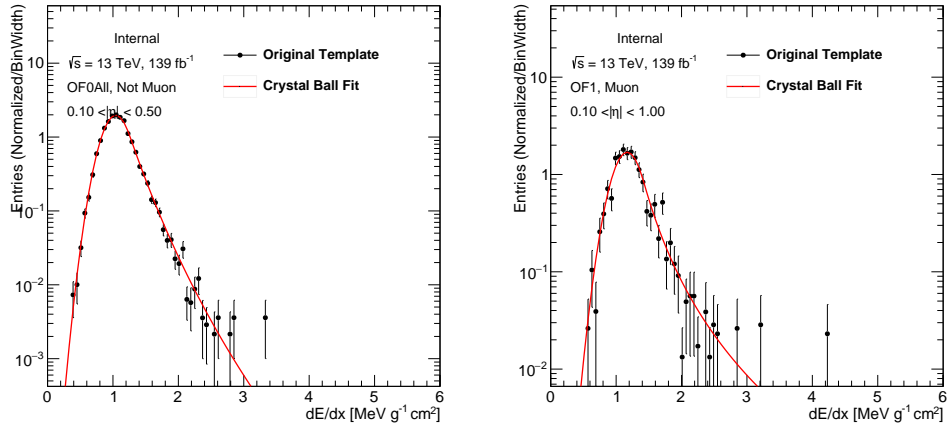 Entries (Normalized/BinWidth)
10
1
10⁻¹
10⁻²
10⁻³
Internal
√s = 13 TeV, 139 fb⁻¹
OF0All, Not Muon
0.10 <|η| < 0.50
Original Template
Crystal Ball Fit
0 1 2 3 4 5 6
dE/dx [MeV g⁻¹ cm²]
Entries (Normalized/BinWidth)
10
1
10⁻¹
10⁻²
Internal
√s = 13 TeV, 139 fb⁻¹
OF1, Muon
0.10 <|η| < 1.00
Original Template
Crystal Ball Fit
0 1 2 3 4 5 6
dE/dx [MeV g⁻¹ cm²]